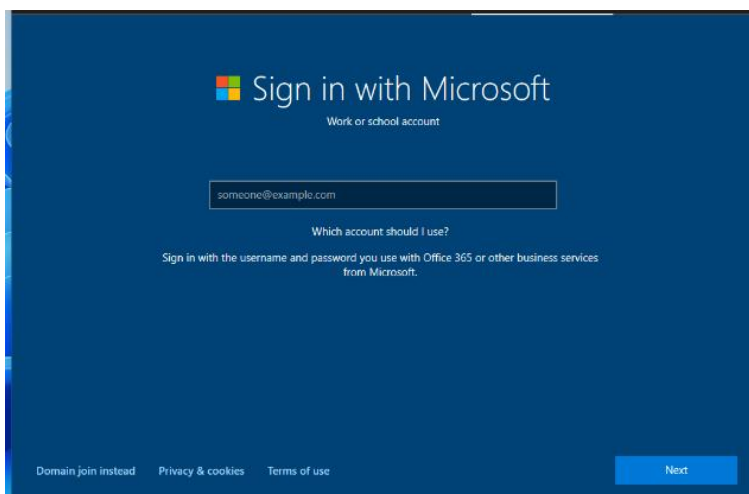 Sign in with Microsoft
Work or school account
someone@example.com
Which account should I use?
Sign in with the username and password you use with Office 365 or other business services
from Microsoft.
Domain join instead Privacy & cookies Terms of use Next